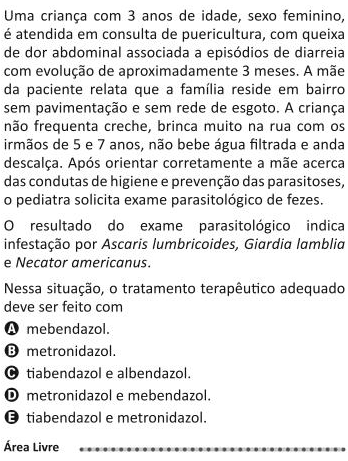 Uma criança com 3 anos de idade, sexo feminino,
é atendida em consulta de puericultura, com queixa
de dor abdominal associada a episódios de diarreia
com evolução de aproximadamente 3 meses. A mãe
da paciente relata que a família reside em bairro
sem pavimentação e sem rede de esgoto. A criança
não frequenta creche, brinca muito na rua com os
irmãos de 5 e 7 anos, não bebe água filtrada e anda
descalça. Após orientar corretamente a mãe acerca
das condutas de higiene e prevenção das parasitoses,
o pediatra solicita exame parasitológico de fezes.
O resultado do exame parasitológico indica
infestação por Ascaris lumbricoides, Giardia lamblia
e Necator americanus.
Nessa situação, o tratamento terapêutico adequado
deve ser feito com
A mebendazol.
B metronidazol.
C tiabendazol e albendazol.
D metronidazol e mebendazol.
E tiabendazol e metronidazol.
Área Livre